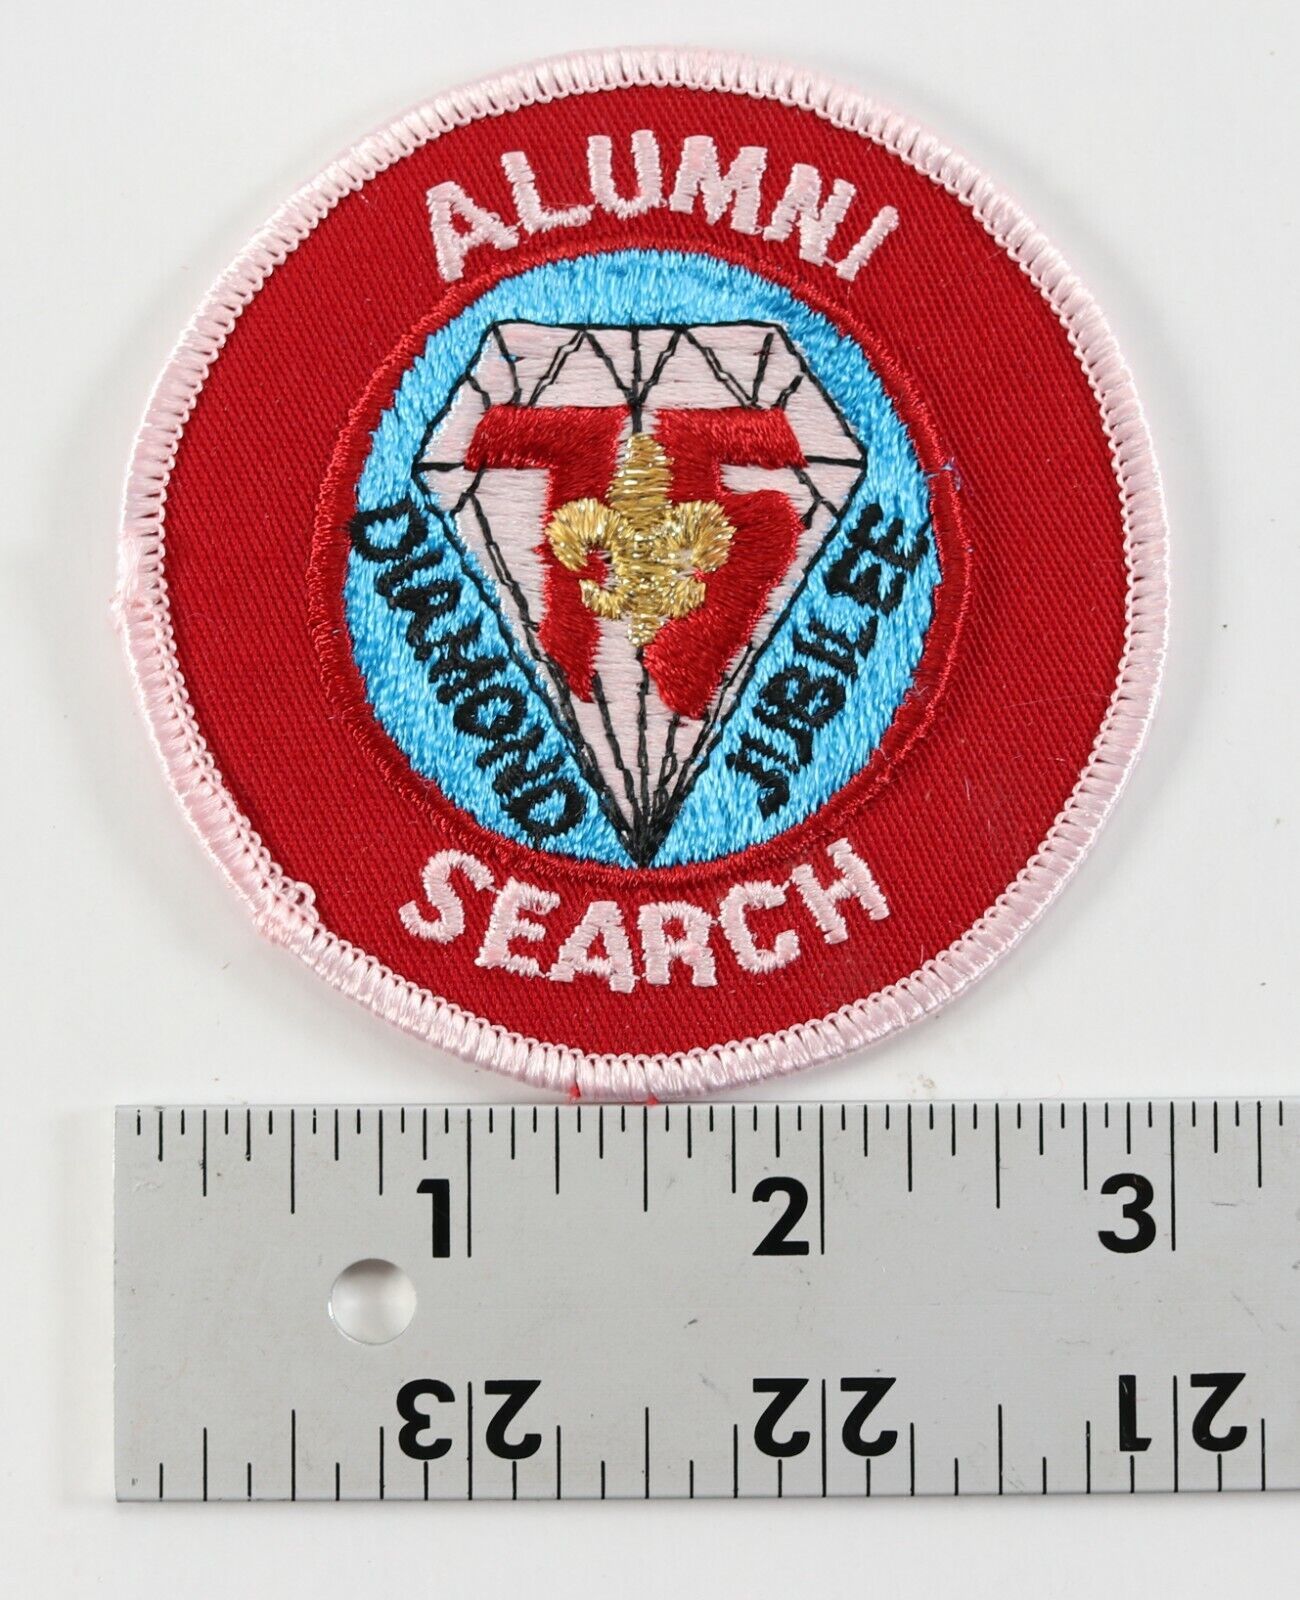 ALUMNI
75
DIAMOND
JUBILEE
SEARCH
1 2 3
23 22 21